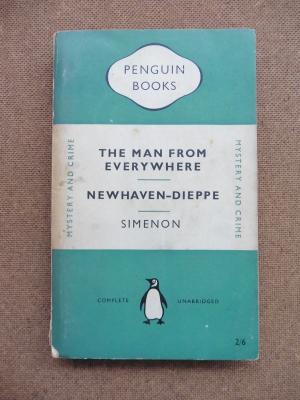 PENGUIN
BOOKS
MYSTERY AND CRIME
THE MAN FROM
EVERYWHERE
NEWHAVEN-DIEPPE
SIMENON
MYSTERY AND CRIME
COMPLETE
UNABRIDGED
2/6